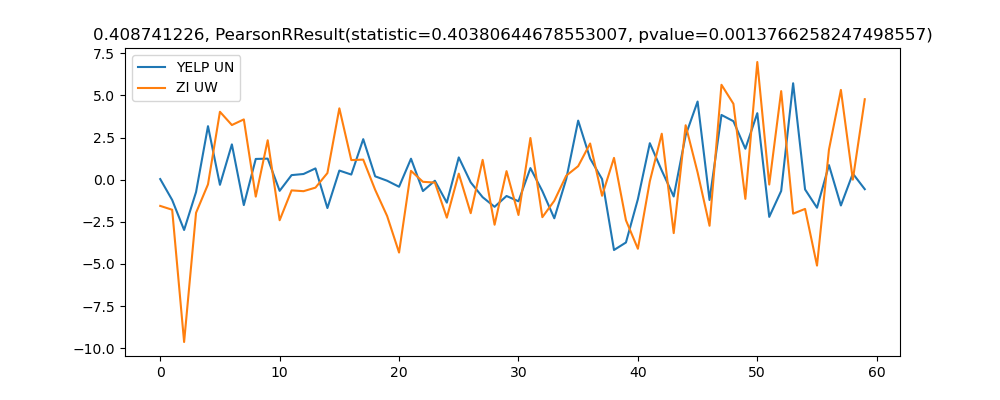 0.408741226, PearsonRResult(statistic=0.40380644678553007, pvalue=0.0013766258247498557)
YELP UN
ZI UW
7.5
5.0
2.5
0.0
−2.5
−5.0
−7.5
−10.0
0 10 20 30 40 50 60